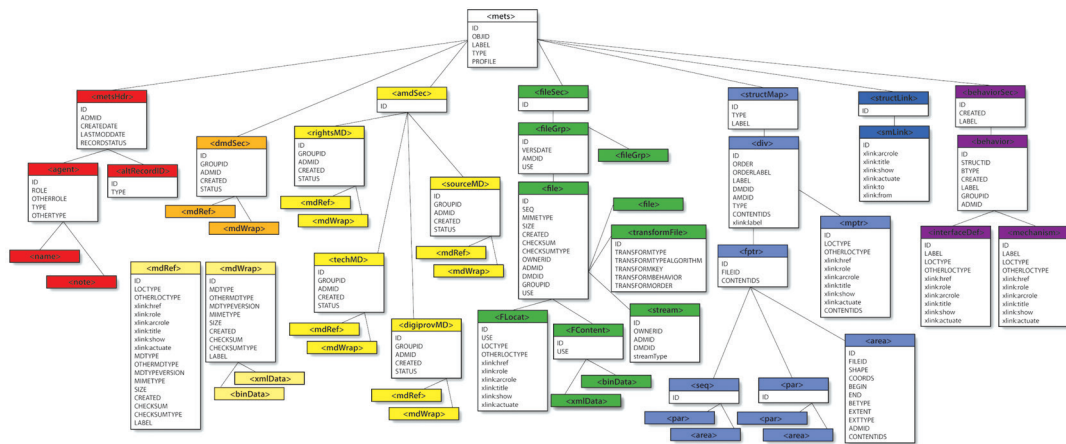 <mets>
ID
OBJID
LABEL
TYPE
PROFILE
<metsHdr>
ID
ADMID
CREATEDATE
LASTMODDATE
RECORDSTATUS
<agent>
ID
ROLE
OTHERROLE
TYPE
OTHERTYPE
<altRecordID>
ID
TYPE
<name>
<note>
<dmdSec>
ID
GROUPID
ADMID
CREATED
STATUS
<mdRef>
<mdWrap>
<mdRef>
ID
LOCTYPE
OTHERLOCTYPE
xlink:href
xlink:role
xlink:arcrole
xlink:title
xlink:show
xlink:actuate
MDTYPE
OTHERMDTYPE
MDTYPEVERSION
MIMETYPE
SIZE
CREATED
CHECKSUM
CHECKSUMTYPE
LABEL
<mdWrap>
ID
MDTYPE
OTHERMDTYPE
MDTYPEVERSION
MIMETYPE
SIZE
CREATED
CHECKSUM
CHECKSUMTYPE
LABEL
<xmlData>
<binData>
<amdSec>
ID
<rightsMD>
ID
GROUPID
ADMID
CREATED
STATUS
<mdRef>
<mdWrap>
<sourceMD>
ID
GROUPID
ADMID
CREATED
STATUS
<mdRef>
<mdWrap>
<techMD>
ID
GROUPID
ADMID
CREATED
STATUS
<mdRef>
<mdWrap>
<digiprovMD>
ID
GROUPID
ADMID
CREATED
STATUS
<mdRef>
<mdWrap>
<fileSec>
ID
<fileGrp>
ID
VERSDATE
AMDID
USE
<fileGrp>
<file>
ID
SEQ
MIMETYPE
SIZE
CREATED
CHECKSUM
CHECKSUMTYPE
OWNERID
ADMID
DMDID
GROUPID
USE
<file>
<transformFile>
ID
TRANSFORMTYPE
TRANSFORMTYPEALGORITHM
TRANSFORMKEY
TRANSFORMBEHAVIOR
TRANSFORMORDER
<stream>
ID
OWNERID
ADMID
DMDID
streamType
<FLocat>
ID
USE
LOCTYPE
OTHERLOCTYPE
xlink:href
xlink:role
xlink:arcrole
xlink:title
xlink:show
xlink:actuate
<FContent>
ID
USE
<binData>
<xmlData>
<structMap>
ID
TYPE
LABEL
<div>
ID
ORDER
ORDERLABEL
LABEL
DMDID
AMDID
TYPE
CONTENTIDS
xlink:label
<fptr>
ID
FILEID
CONTENTIDS
<mptr>
ID
LOCTYPE
OTHERLOCTYPE
xlink:href
xlink:role
xlink:arcrole
xlink:title
xlink:show
xlink:actuate
CONTENTIDS
<seq>
ID
<par>
<area>
<par>
ID
<par>
<area>
<area>
ID
FILEID
SHAPE
COORDS
BEGIN
END
BETYPE
EXTENT
EXTTYPE
ADMID
CONTENTIDS
<structLink>
ID
<smLink>
ID
xlink:arcrole
xlink:title
xlink:show
xlink:actuate
xlink:to
xlink:from
<behaviorSec>
ID
CREATED
LABEL
<behavior>
ID
STRUCTID
BTYPE
CREATED
LABEL
GROUPID
ADMID
<interfaceDef>
ID
LABEL
LOCTYPE
OTHERLOCTYPE
xlink:href
xlink:role
xlink:arcrole
xlink:title
xlink:show
xlink:actuate
<mechanism>
ID
LABEL
LOCTYPE
OTHERLOCTYPE
xlink:href
xlink:role
xlink:arcrole
xlink:title
xlink:show
xlink:actuate